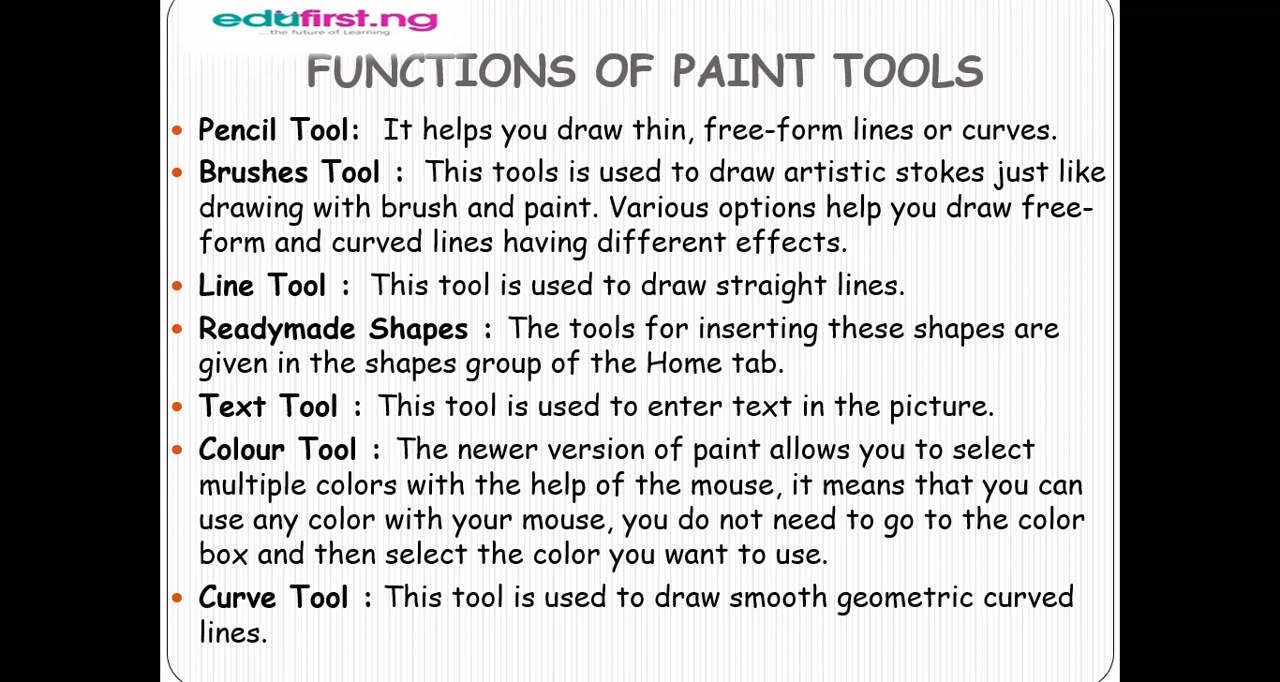 edufirst.ng
...the future of Learning
FUNCTIONS OF PAINT TOOLS
• Pencil Tool: It helps you draw thin, free-form lines or curves.
• Brushes Tool : This tools is used to draw artistic stokes just like
drawing with brush and paint. Various options help you draw free-
form and curved lines having different effects.
• Line Tool : This tool is used to draw straight lines.
• Readymade Shapes : The tools for inserting these shapes are
given in the shapes group of the Home tab.
• Text Tool : This tool is used to enter text in the picture.
• Colour Tool : The newer version of paint allows you to select
multiple colors with the help of the mouse, it means that you can
use any color with your mouse, you do not need to go to the color
box and then select the color you want to use.
• Curve Tool : This tool is used to draw smooth geometric curved
lines.